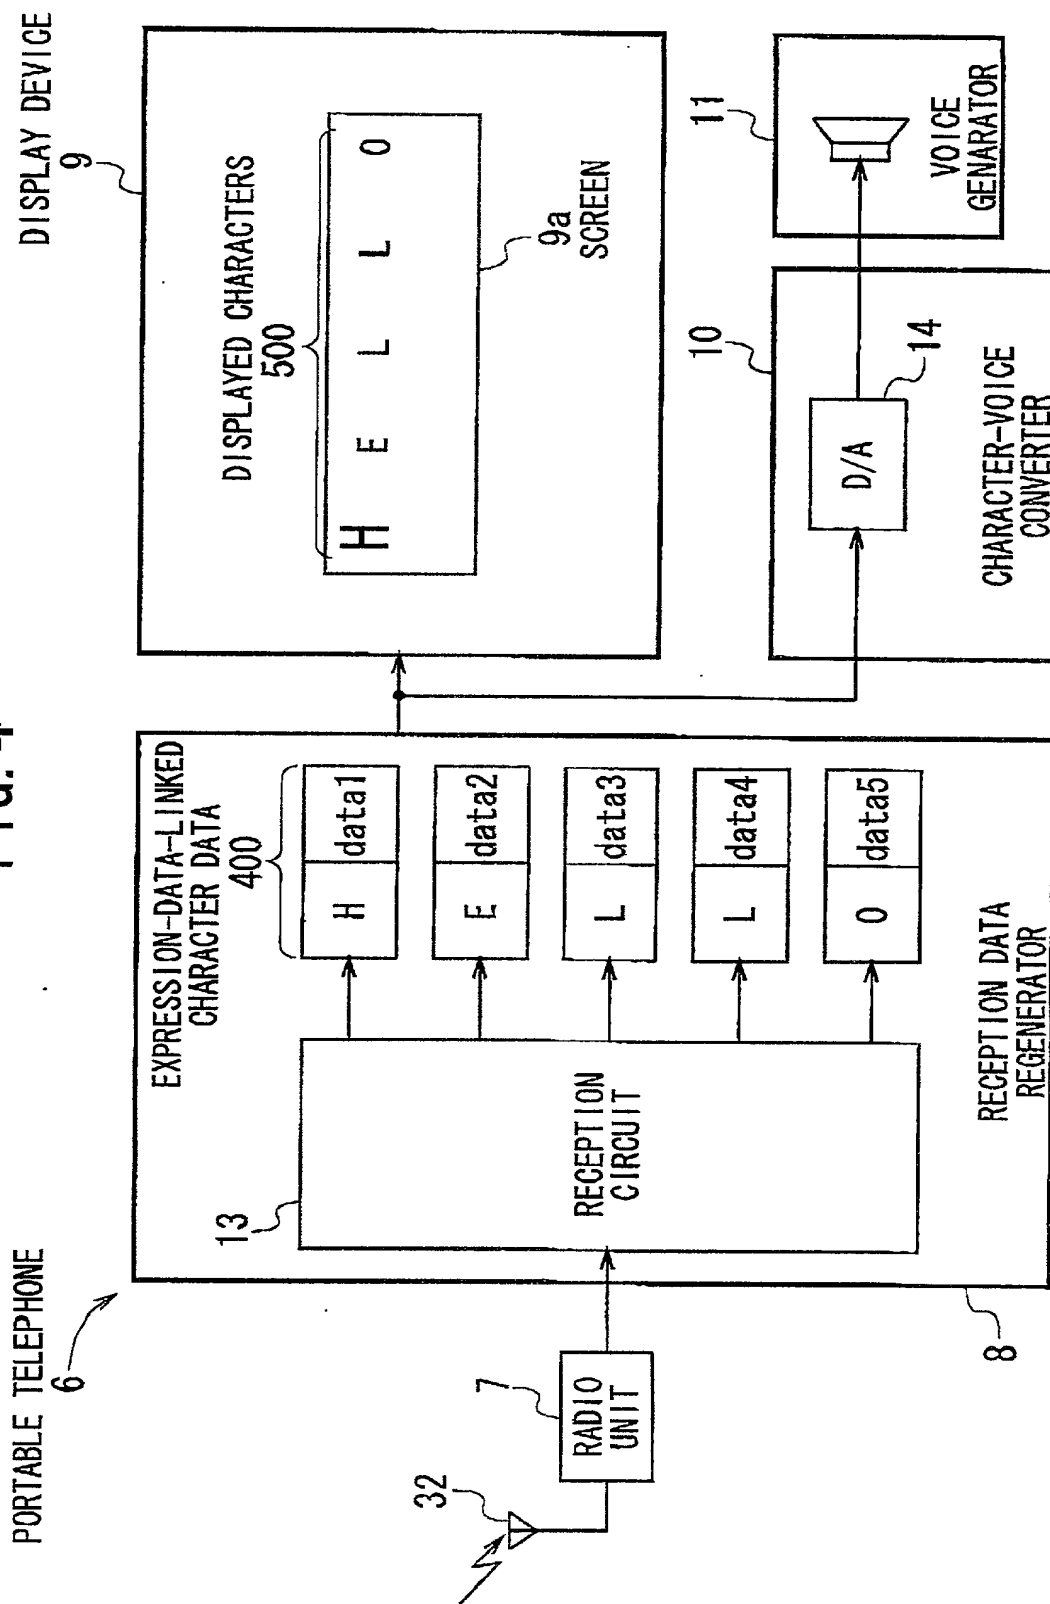 PORTABLE TELEPHONE
6
DISPLAY DEVICE
9
EXPRESSION-DATA-LINKED
CHARACTER DATA
400
H data1
E data2
L data3
L data4
O data5
13
RECEPTION
CIRCUIT
RECEPTION DATA
REGENERATOR
8
32
7
RADIO
UNIT
DISPLAYED CHARACTERS
500
H E L L O
9a
SCREEN
10
D/A
14
CHARACTER-VOICE
CONVERTER
11
VOICE
GENARATOR